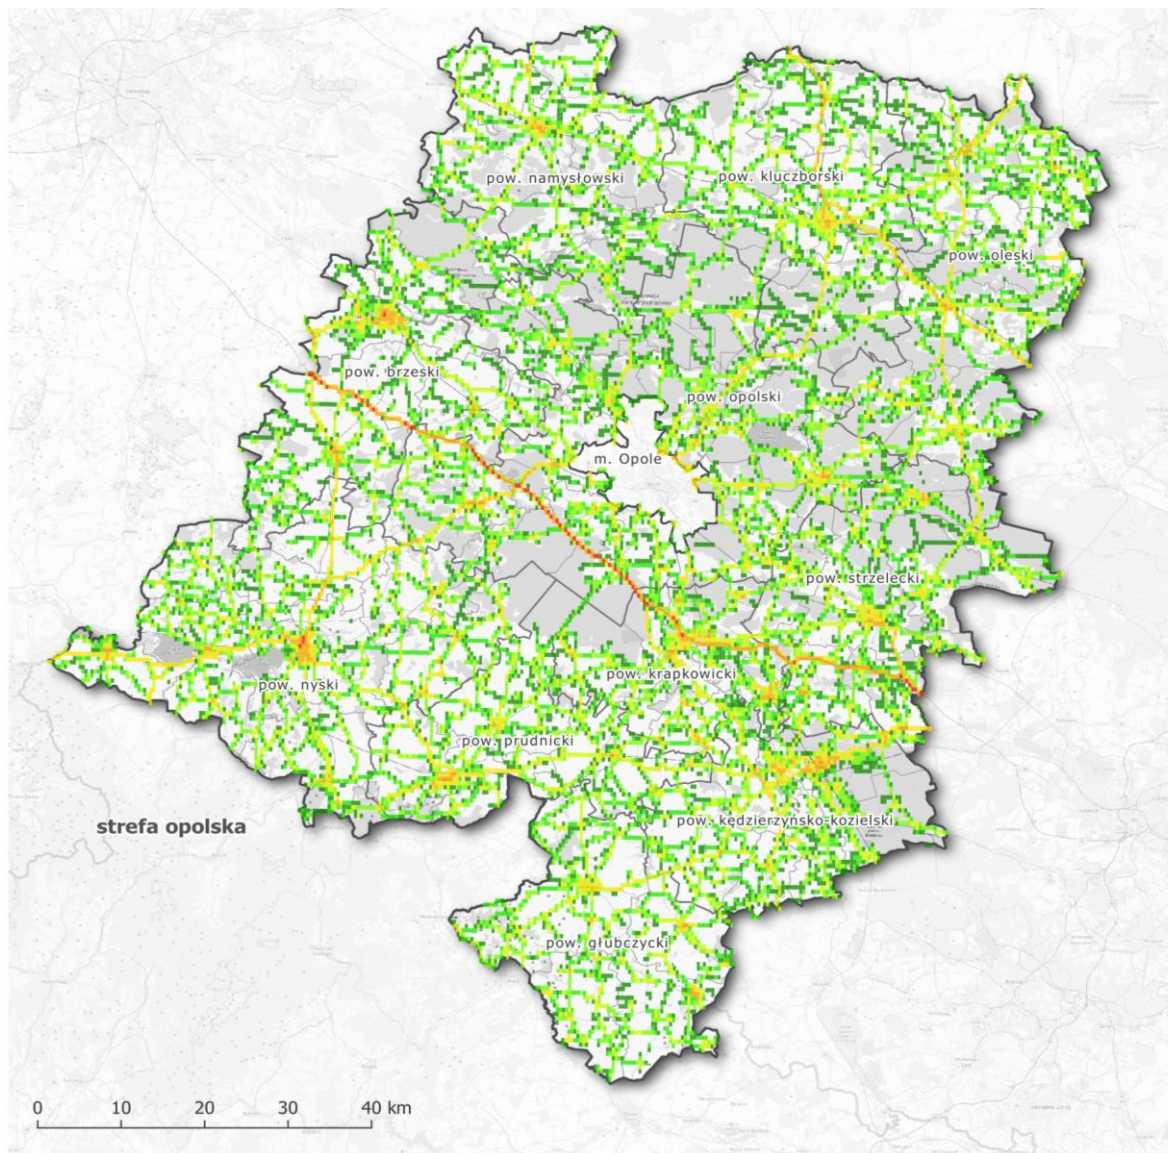 pow. namysłowski
pow. kluczborski
pow. oleski
pow. brzeski
pow. opolski
m. Opole
pow. strzelecki
pow. krapkowicki
pow. nyski
pow. prudnicki
strefa opolska
pow. kędzierzyńsko-kozielski
pow. głubczycki
0 10 20 30 40 km